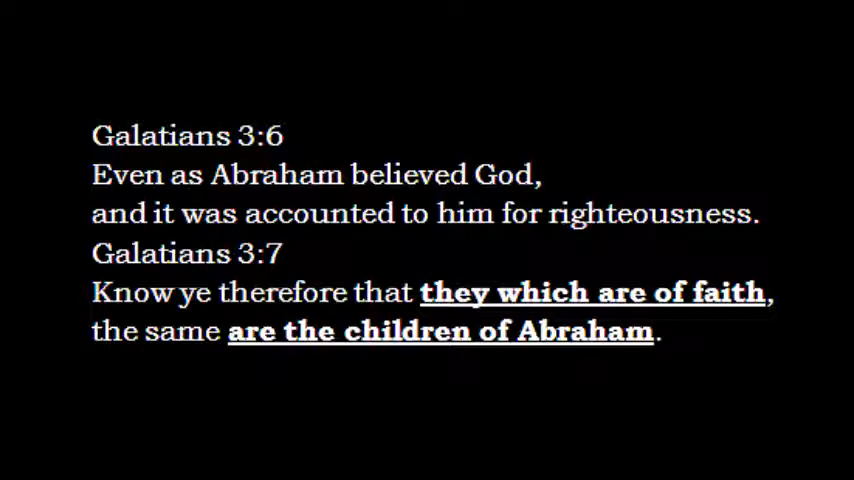 Galatians 3:6
Even as Abraham believed God,
and it was accounted to him for righteousness.
Galatians 3:7
Know ye therefore that they which are of faith,
the same are the children of Abraham.